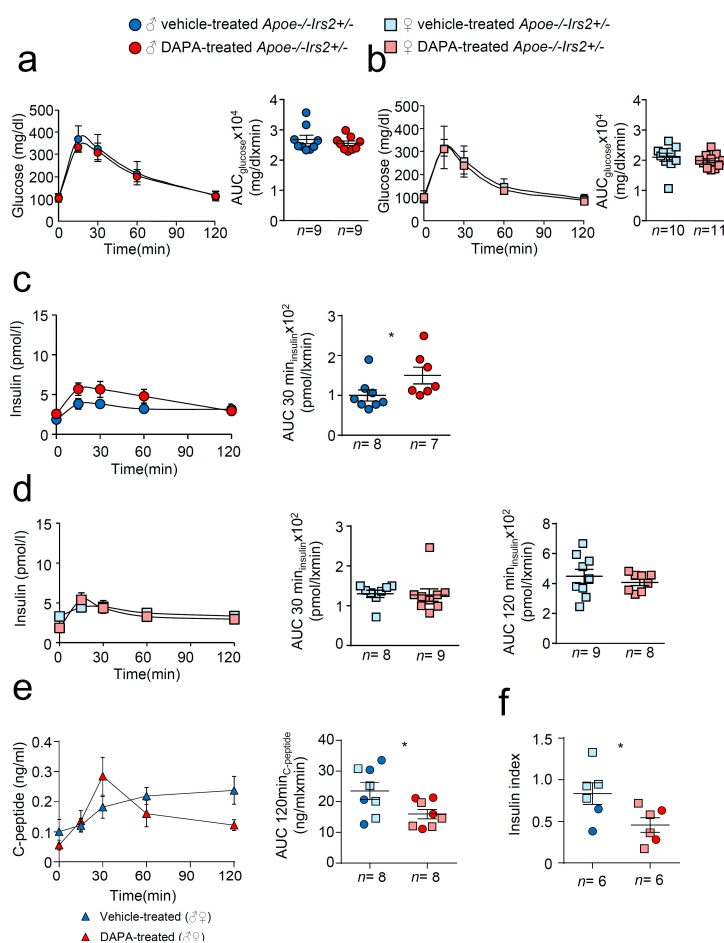 ♂ vehicle-treated Apoe-/-Irs2+/-
♀ vehicle-treated Apoe-/-Irs2+/-
♂ DAPA-treated Apoe-/-Irs2+/-
♀ DAPA-treated Apoe-/-Irs2+/-
a
Glucose (mg/dl)
500
400
300
200
100
0 30 60 90 120
Time(min)
AUCglucosex10⁴
(mg/dlxmin)
4
3
2
1
0
n=9 n=9
b
Glucose (mg/dl)
500
400
300
200
100
0 30 60 90 120
Time(min)
AUCglucosex10⁴
(mg/dlxmin)
4
3
2
1
0
n=10 n=11
c
Insulin (pmol/l)
15
10
5
0
0 30 60 90 120
Time(min)
AUC 30 mininsulinx10²
(pmol/lxmin)
3
2
1
0
*
n= 8 n= 7
d
Insulin (pmol/l)
15
10
5
0
0 30 60 90 120
Time(min)
AUC 30 mininsulinx10²
(pmol/lxmin)
3
2
1
0
n= 8 n= 9
AUC 120 mininsulinx10²
(pmol/lxmin)
8
6
4
2
0
n= 9 n= 8
e
C-peptide (ng/ml)
0.4
0.3
0.2
0.1
0
0 30 60 90 120
Time(min)
Vehicle-treated (♂♀)
DAPA-treated (♂♀)
AUC 120minC-peptide
(ng/mlxmin)
40
30
20
10
0
*
n= 8 n= 8
f
Insulin index
1.5
1.0
0.5
0
*
n= 6 n= 6